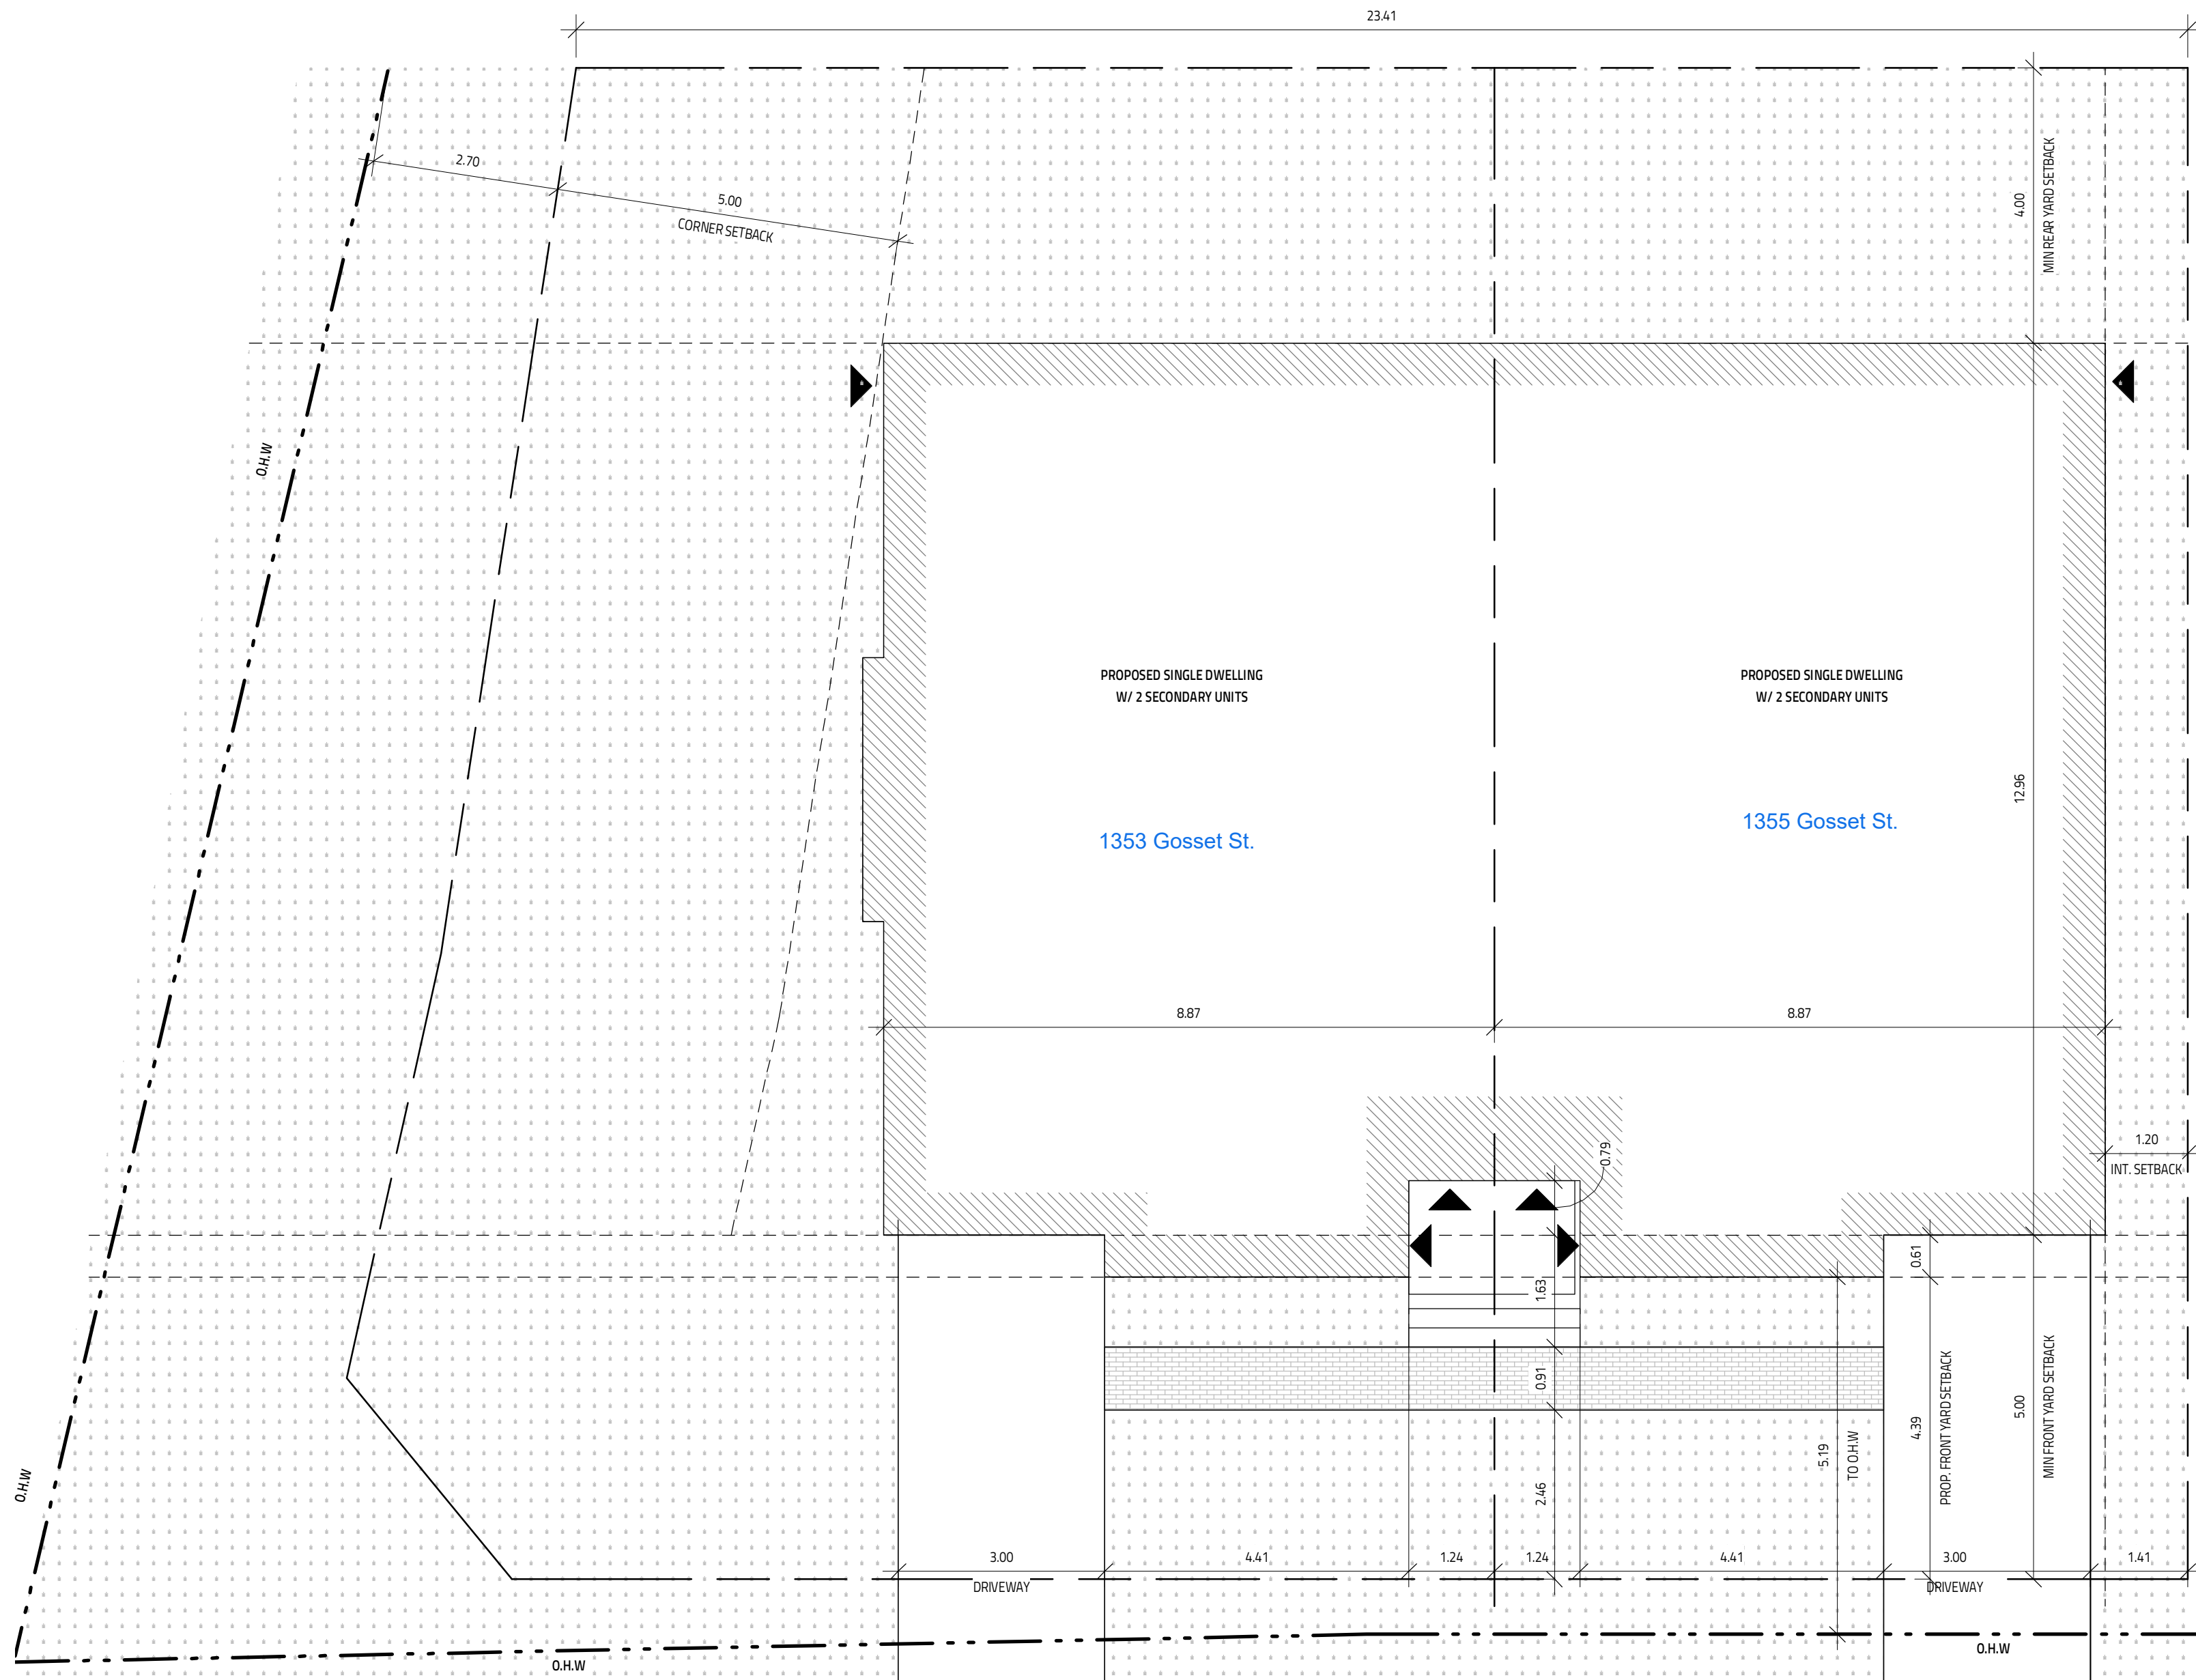 23.41
2.70
5.00
CORNER SETBACK
4.00
MIN REAR YARD SETBACK
O.H.W
PROPOSED SINGLE DWELLING
W/ 2 SECONDARY UNITS
PROPOSED SINGLE DWELLING
W/ 2 SECONDARY UNITS
12.96
1353 Gosset St.
1355 Gosset St.
8.87
8.87
0.79
1.20
INT. SETBACK
0.61
1.63
0.91
2.46
5.19
TO O.H.W
4.39
PROP. FRONT YARD SETBACK
5.00
MIN FRONT YARD SETBACK
O.H.W
3.00
DRIVEWAY
4.41
1.24
1.24
4.41
3.00
DRIVEWAY
1.41
O.H.W
O.H.W